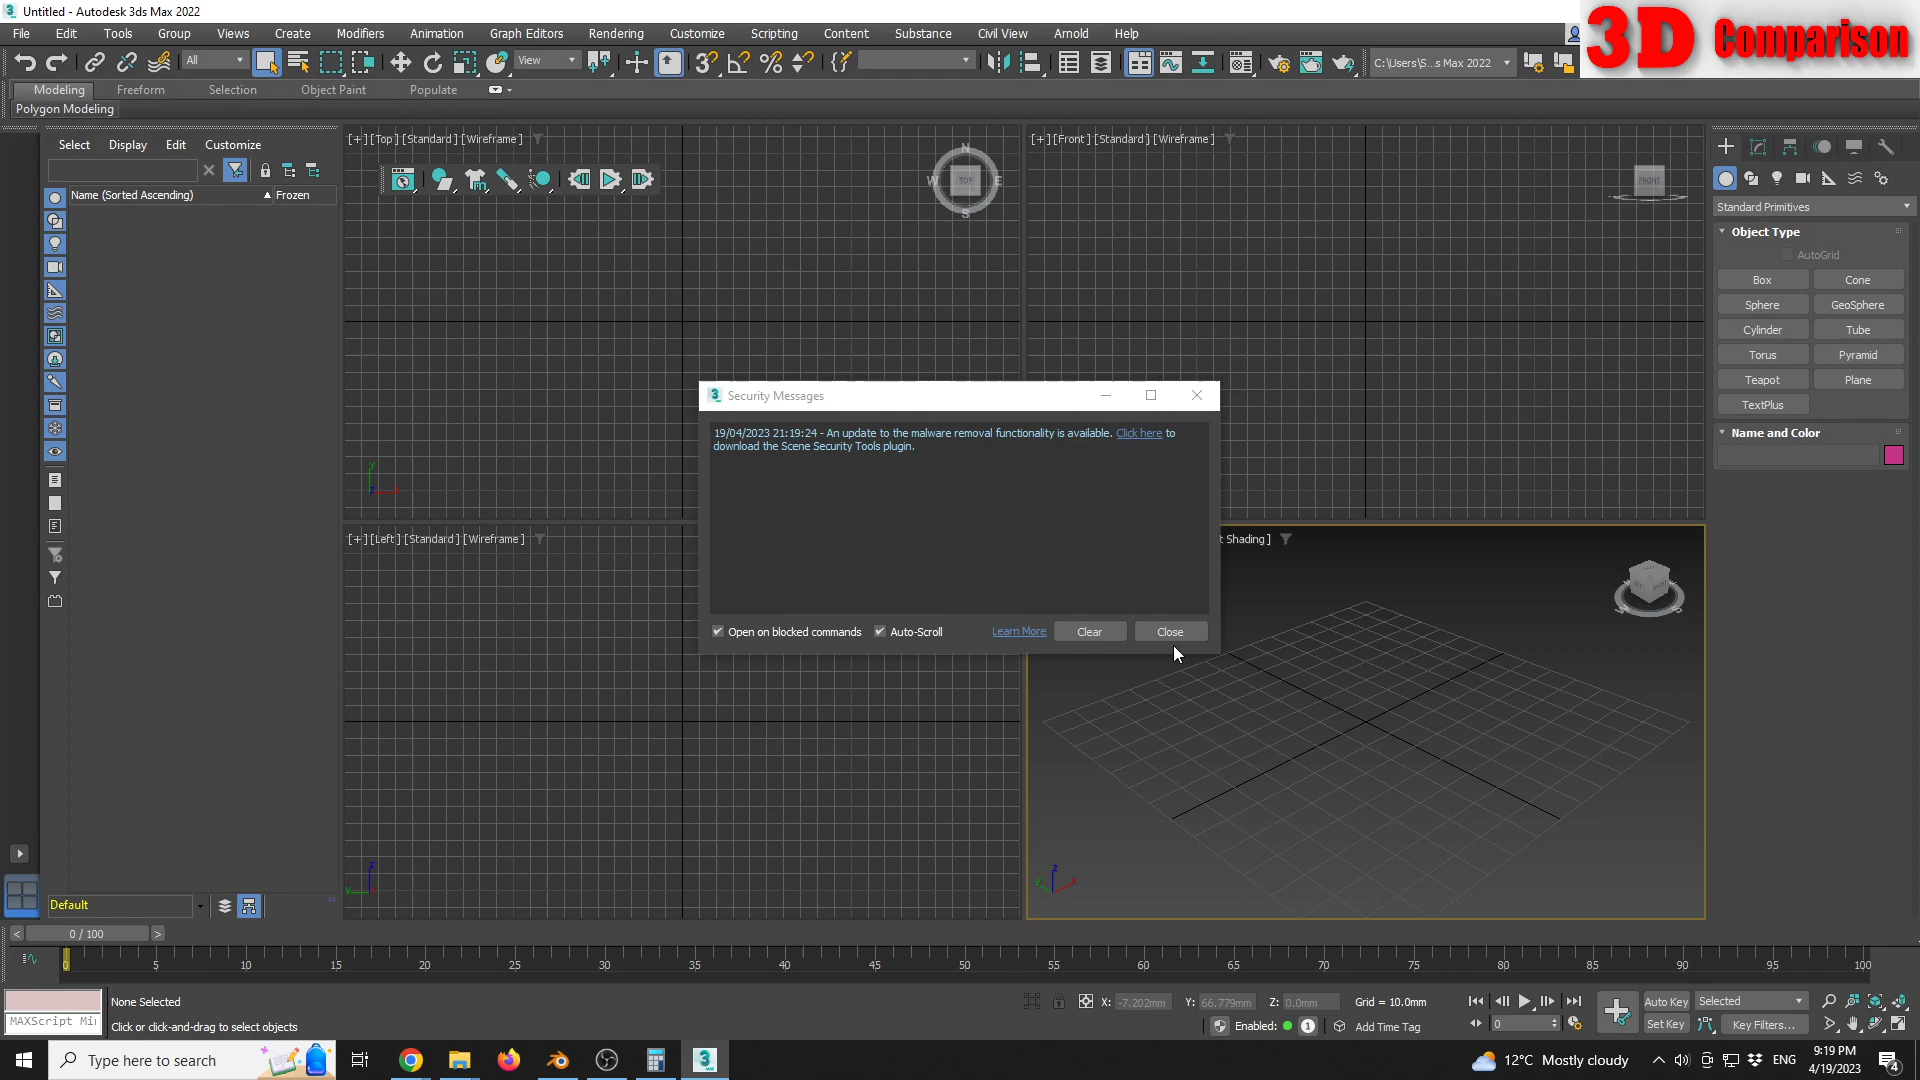 Untitled - Autodesk 3ds Max 2022
File Edit Tools Group Views Create Modifiers Animation Graph Editors Rendering Customize Scripting Content Substance Civil View Arnold Help
3D Comparison
All View C:\Users\S...s Max 2022
Modeling Freeform Selection Object Paint Populate
Polygon Modeling
Select Display Edit Customize
Name (Sorted Ascending) Frozen
[+] [Top] [Standard] [Wireframe]
N
W TOP E
S
[+] [Front] [Standard] [Wireframe]
FRONT
Standard Primitives
Object Type
AutoGrid
Box Cone
Sphere GeoSphere
Cylinder Tube
Torus Pyramid
Teapot Plane
TextPlus
Name and Color
Security Messages
19/04/2023 21:19:24 - An update to the malware removal functionality is available. Click here to
download the Scene Security Tools plugin.
Open on blocked commands Auto-Scroll Learn More Clear Close
[+] [Left] [Standard] [Wireframe]
t Shading]
Default
0 / 100
0 5 10 15 20 25 30 35 40 45 50 55 60 65 70 75 80 85 90 95 100
None Selected
X: -7.202mm Y: 66.779mm Z: 0.0mm Grid = 10.0mm
Auto Key Selected
MAXScript Mi
Click or click-and-drag to select objects
Enabled: 1 Add Time Tag
0
Set Key Key Filters...
Type here to search
12°C Mostly cloudy
ENG
9:19 PM
4/19/2023
4